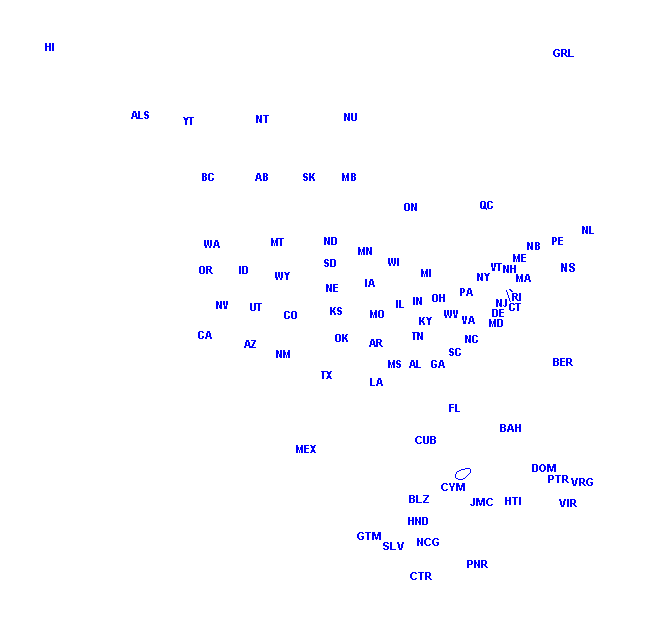 HI
GRL
ALS YT NT NU
BC AB SK MB
ON QC
NL
WA MT ND MN NB PE
OR ID WY SD WI MI NY VT NH ME MA NS
NV UT CO NE IA IL IN OH PA NJ RI CT
KS MO KY WV VA DE MD
CA AZ NM OK AR TN NC
SC
TX LA MS AL GA BER
FL
BAH
MEX CUB
DOM
PTR VRG
CYM
BLZ JMC HTI VIR
HND
GTM SLV NCG
PNR
CTR